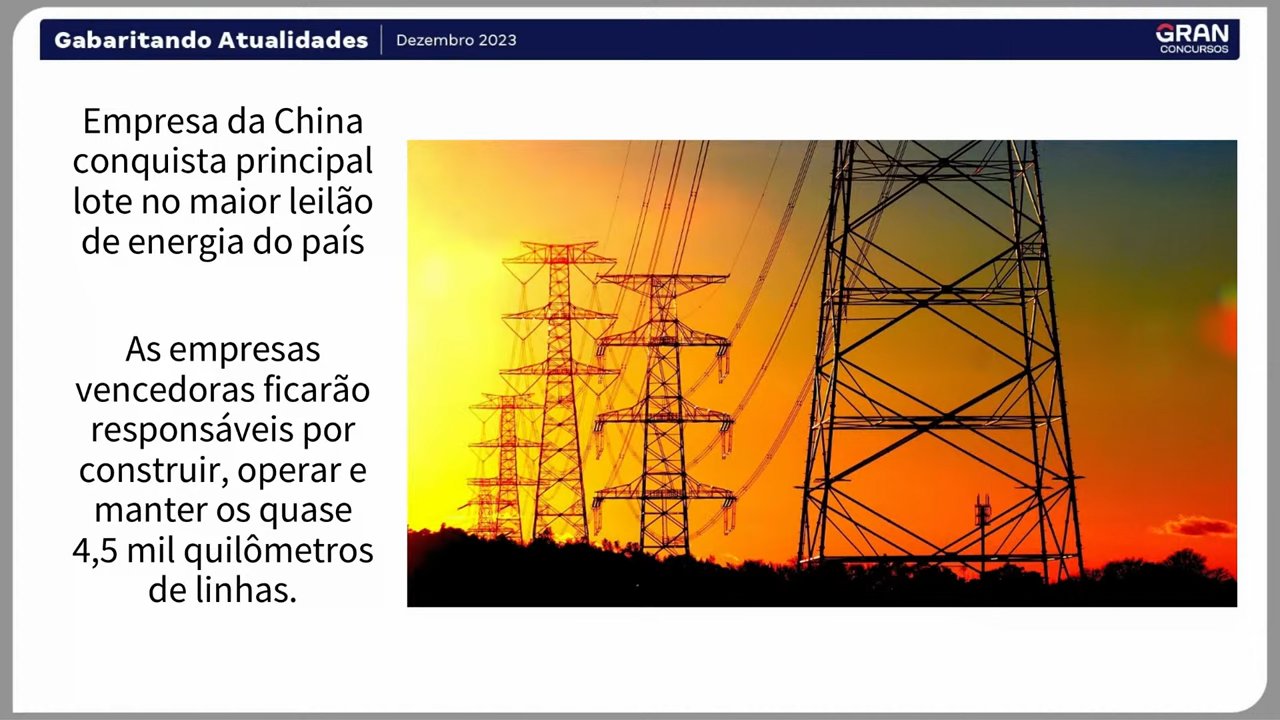 Gabaritando Atualidades
Dezembro 2023
GRAN
CONCURSOS
Empresa da China
conquista principal
lote no maior leilão
de energia do país
As empresas
vencedoras ficarão
responsáveis por
construir, operar e
manter os quase
4,5 mil quilômetros
de linhas.